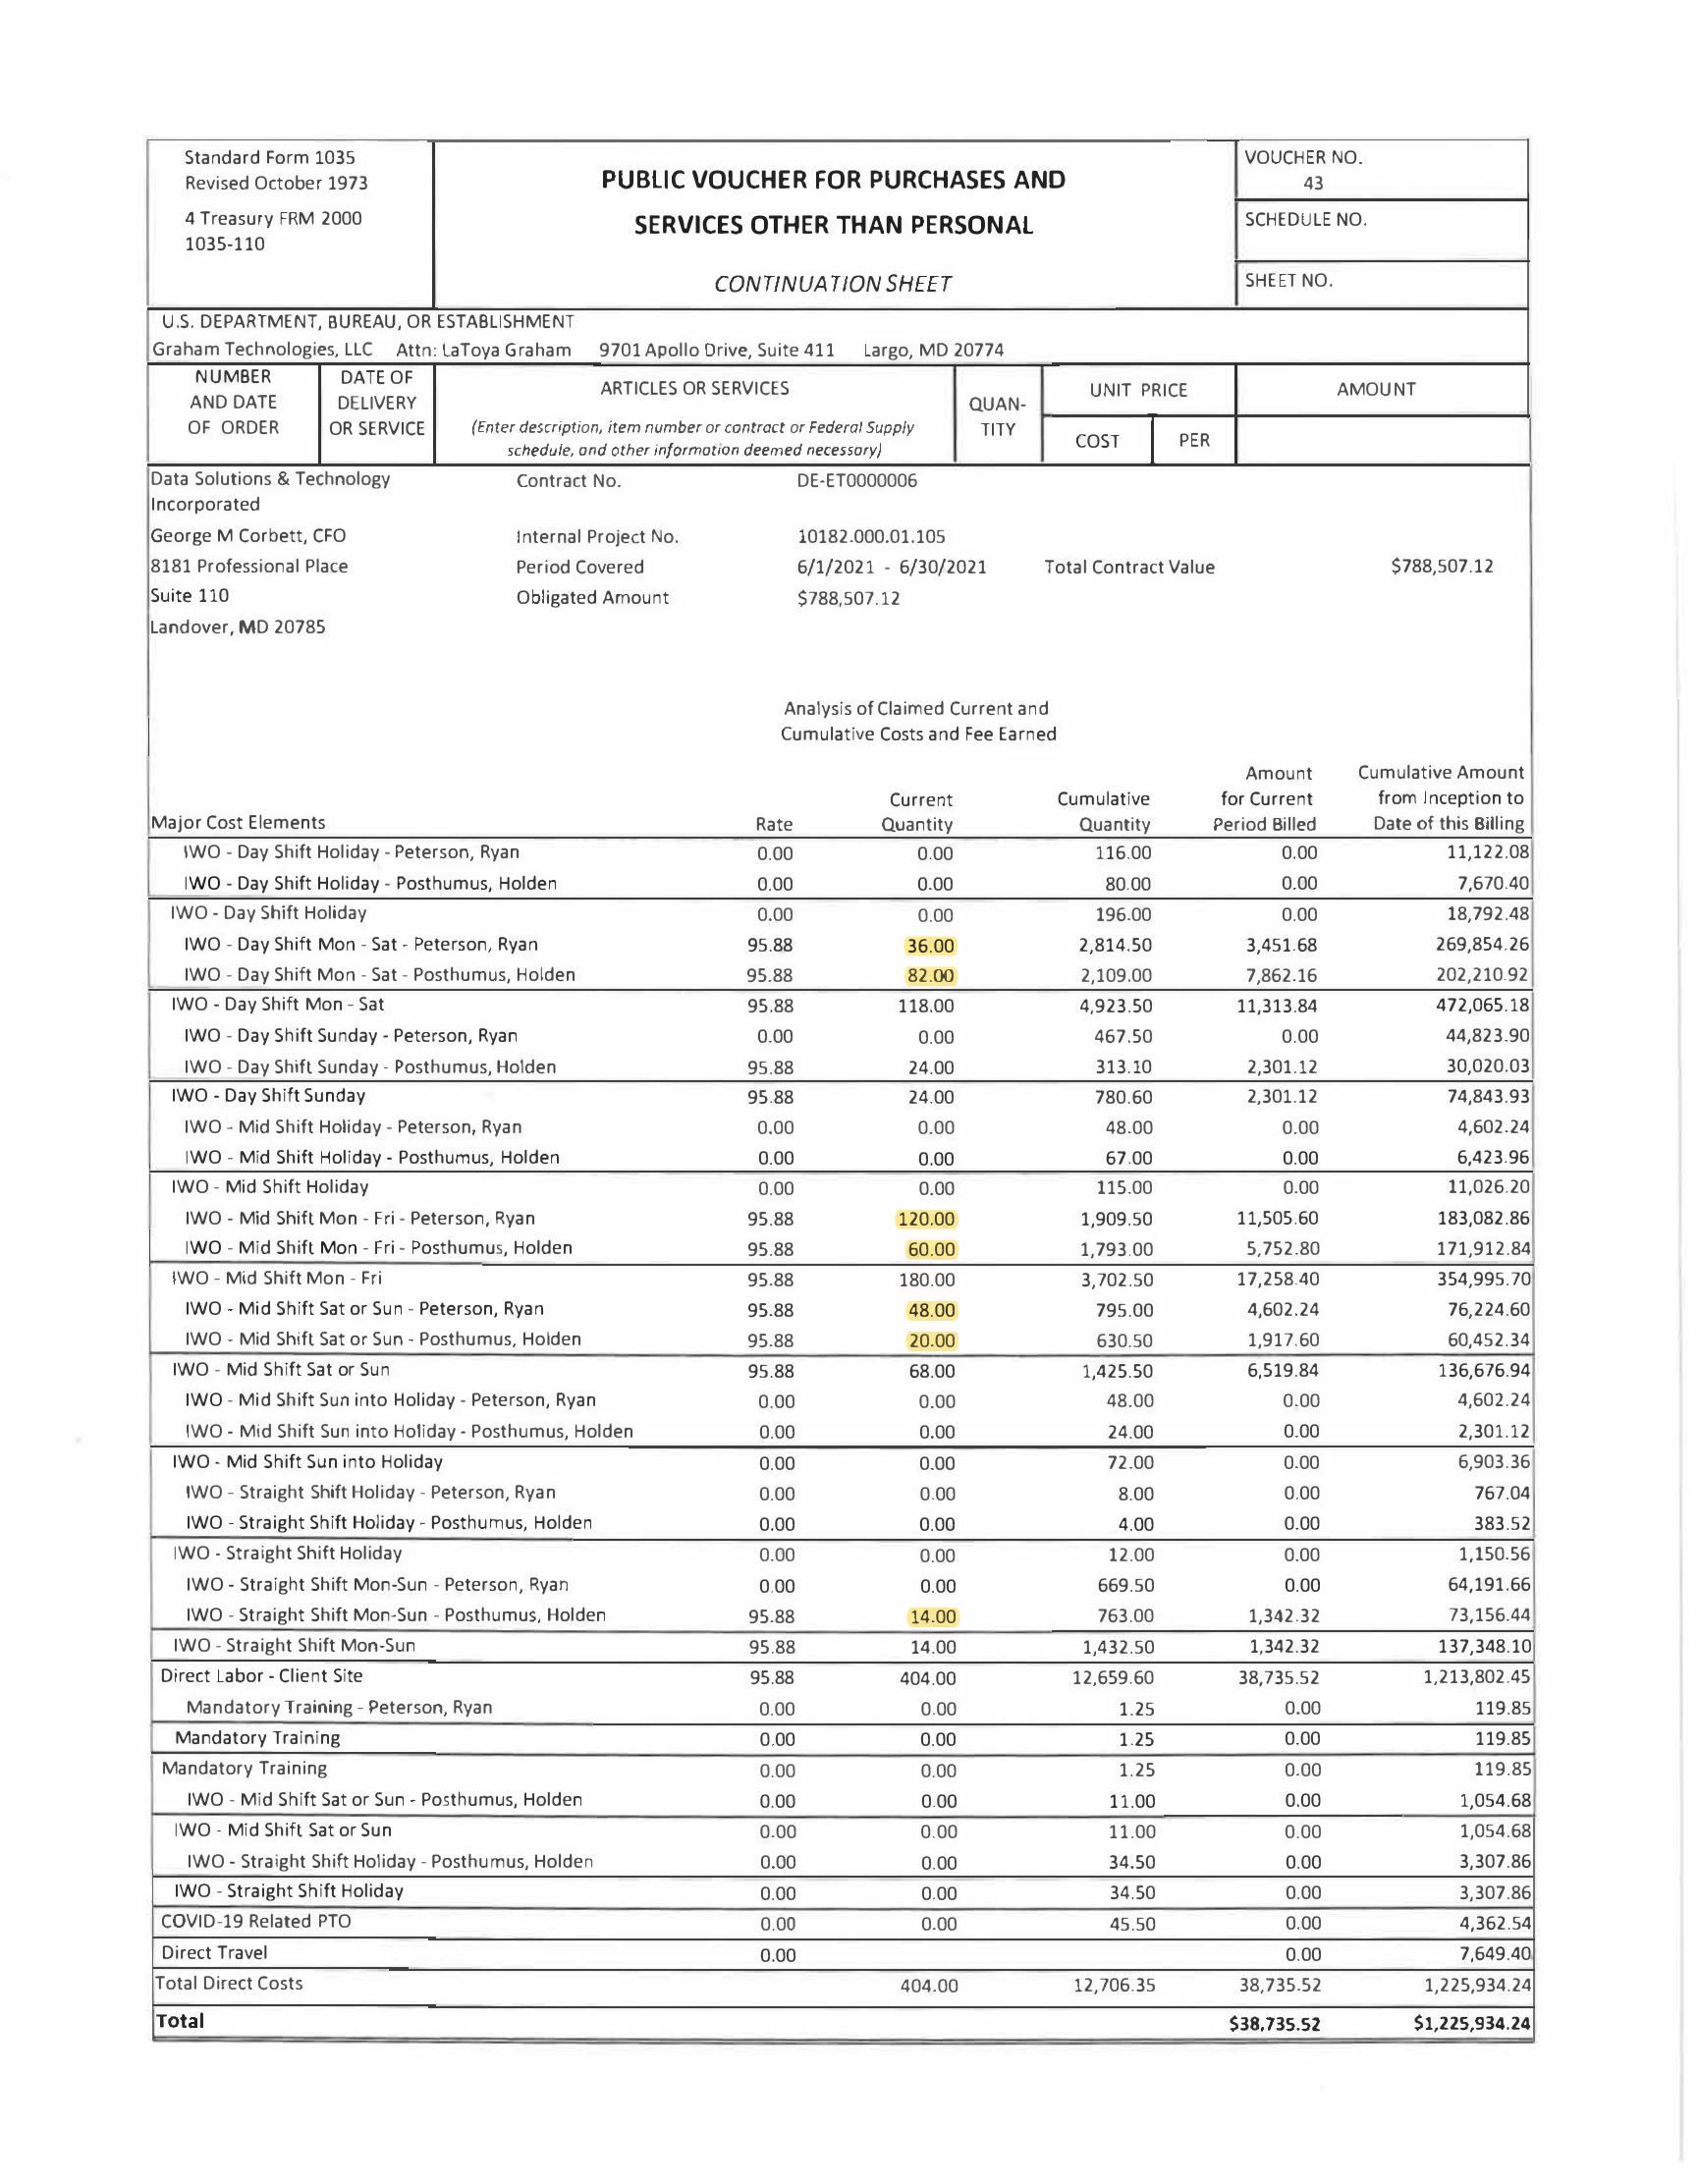 Standard Form 1035
Revised October 1973
4 Treasury FRM 2000
1035-110
PUBLIC VOUCHER FOR PURCHASES AND
SERVICES OTHER THAN PERSONAL
CONTINUATION SHEET
VOUCHER NO.
43
SCHEDULE NO.
SHEET NO.
U.S. DEPARTMENT, BUREAU, OR ESTABLISHMENT
Graham Technologies, LLC Attn: LaToya Graham 9701 Apollo Drive, Suite 411 Largo, MD 20774
NUMBER
AND DATE
OF ORDER
DATE OF
DELIVERY
OR SERVICE
ARTICLES OR SERVICES
(Enter description, item number or contract or Federal Supply
schedule, and other information deemed necessary)
QUAN-
TITY
UNIT PRICE
COST PER
AMOUNT
Data Solutions & Technology
Incorporated
Contract No. DE-ET0000006
George M Corbett, CFO Internal Project No. 10182.000.01.105
8181 Professional Place Period Covered 6/1/2021 - 6/30/2021 Total Contract Value $788,507.12
Suite 110 Obligated Amount $788,507.12
Landover, MD 20785
Analysis of Claimed Current and
Cumulative Costs and Fee Earned
Major Cost Elements
Rate
Current
Quantity
Cumulative
Quantity
Amount
for Current
Period Billed
Cumulative Amount
from Inception to
Date of this Billing
IWO - Day Shift Holiday - Peterson, Ryan 0.00 0.00 116.00 0.00 11,122.08
IWO - Day Shift Holiday - Posthumus, Holden 0.00 0.00 80.00 0.00 7,670.40
IWO - Day Shift Holiday 0.00 0.00 196.00 0.00 18,792.48
IWO - Day Shift Mon - Sat - Peterson, Ryan 95.88 36.00 2,814.50 3,451.68 269,854.26
IWO - Day Shift Mon - Sat - Posthumus, Holden 95.88 82.00 2,109.00 7,862.16 202,210.92
IWO - Day Shift Mon - Sat 95.88 118.00 4,923.50 11,313.84 472,065.18
IWO - Day Shift Sunday - Peterson, Ryan 0.00 0.00 467.50 0.00 44,823.90
IWO - Day Shift Sunday - Posthumus, Holden 95.88 24.00 313.10 2,301.12 30,020.03
IWO - Day Shift Sunday 95.88 24.00 780.60 2,301.12 74,843.93
IWO - Mid Shift Holiday - Peterson, Ryan 0.00 0.00 48.00 0.00 4,602.24
IWO - Mid Shift Holiday - Posthumus, Holden 0.00 0.00 67.00 0.00 6,423.96
IWO - Mid Shift Holiday 0.00 0.00 115.00 0.00 11,026.20
IWO - Mid Shift Mon - Fri - Peterson, Ryan 95.88 120.00 1,909.50 11,505.60 183,082.86
IWO - Mid Shift Mon - Fri - Posthumus, Holden 95.88 60.00 1,793.00 5,752.80 171,912.84
IWO - Mid Shift Mon - Fri 95.88 180.00 3,702.50 17,258.40 354,995.70
IWO - Mid Shift Sat or Sun - Peterson, Ryan 95.88 48.00 795.00 4,602.24 76,224.60
IWO - Mid Shift Sat or Sun - Posthumus, Holden 95.88 20.00 630.50 1,917.60 60,452.34
IWO - Mid Shift Sat or Sun 95.88 68.00 1,425.50 6,519.84 136,676.94
IWO - Mid Shift Sun into Holiday - Peterson, Ryan 0.00 0.00 48.00 0.00 4,602.24
IWO - Mid Shift Sun into Holiday - Posthumus, Holden 0.00 0.00 24.00 0.00 2,301.12
IWO - Mid Shift Sun into Holiday 0.00 0.00 72.00 0.00 6,903.36
IWO - Straight Shift Holiday - Peterson, Ryan 0.00 0.00 8.00 0.00 767.04
IWO - Straight Shift Holiday - Posthumus, Holden 0.00 0.00 4.00 0.00 383.52
IWO - Straight Shift Holiday 0.00 0.00 12.00 0.00 1,150.56
IWO - Straight Shift Mon-Sun - Peterson, Ryan 0.00 0.00 669.50 0.00 64,191.66
IWO - Straight Shift Mon-Sun - Posthumus, Holden 95.88 14.00 763.00 1,342.32 73,156.44
IWO - Straight Shift Mon-Sun 95.88 14.00 1,432.50 1,342.32 137,348.10
Direct Labor - Client Site 95.88 404.00 12,659.60 38,735.52 1,213,802.45
Mandatory Training - Peterson, Ryan 0.00 0.00 1.25 0.00 119.85
Mandatory Training 0.00 0.00 1.25 0.00 119.85
Mandatory Training 0.00 0.00 1.25 0.00 119.85
IWO - Mid Shift Sat or Sun - Posthumus, Holden 0.00 0.00 11.00 0.00 1,054.68
IWO - Mid Shift Sat or Sun 0.00 0.00 11.00 0.00 1,054.68
IWO - Straight Shift Holiday - Posthumus, Holden 0.00 0.00 34.50 0.00 3,307.86
IWO - Straight Shift Holiday 0.00 0.00 34.50 0.00 3,307.86
COVID-19 Related PTO 0.00 0.00 45.50 0.00 4,362.54
Direct Travel 0.00 0.00 7,649.40
Total Direct Costs 404.00 12,706.35 38,735.52 1,225,934.24
Total $38,735.52 $1,225,934.24